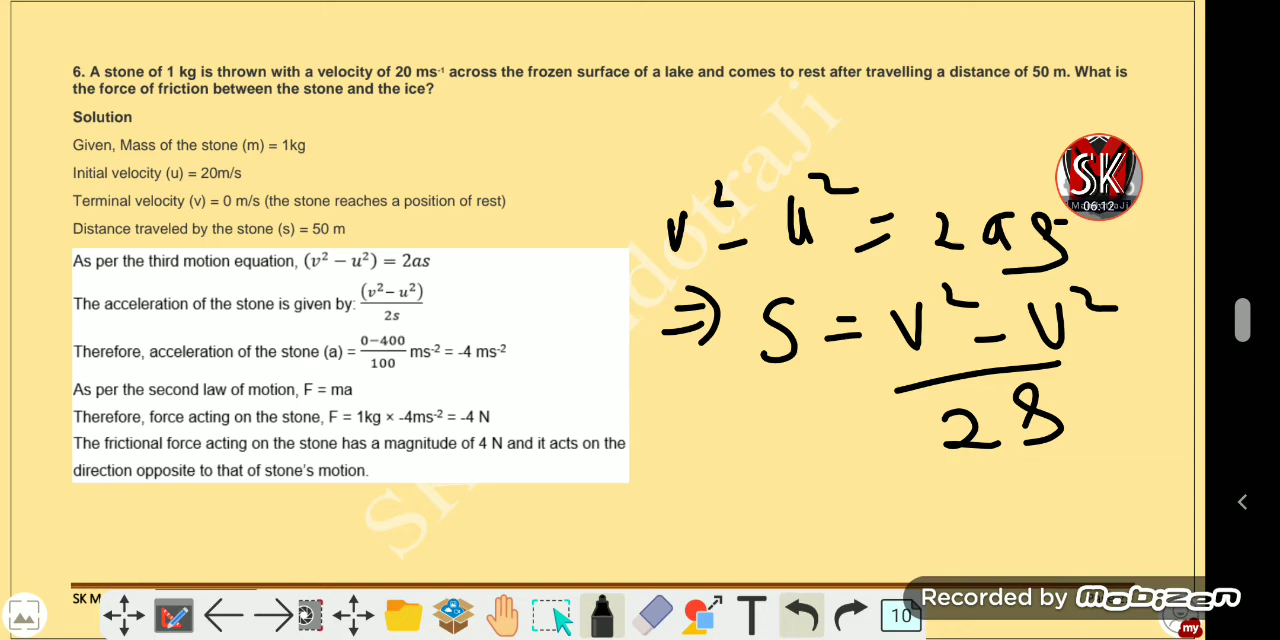 6. A stone of 1 kg is thrown with a velocity of 20 ms⁻¹ across the frozen surface of a lake and comes to rest after travelling a distance of 50 m. What is
the force of friction between the stone and the ice?
Solution
Given, Mass of the stone (m) = 1kg
Initial velocity (u) = 20m/s
Terminal velocity (v) = 0 m/s (the stone reaches a position of rest)
Distance traveled by the stone (s) = 50 m
As per the third motion equation, (v² − u²) = 2as
The acceleration of the stone is given by: (v² − u²)/2s
Therefore, acceleration of the stone (a) = (0−400)/100 ms⁻² = -4 ms⁻²
As per the second law of motion, F = ma
Therefore, force acting on the stone, F = 1kg × -4ms⁻² = -4 N
The frictional force acting on the stone has a magnitude of 4 N and it acts on the
direction opposite to that of stone's motion.
v² - u² = 2as
⇒ S = V² - U² / 2S
SK
06:12
SK M
T
10
Recorded by Mobizen
my